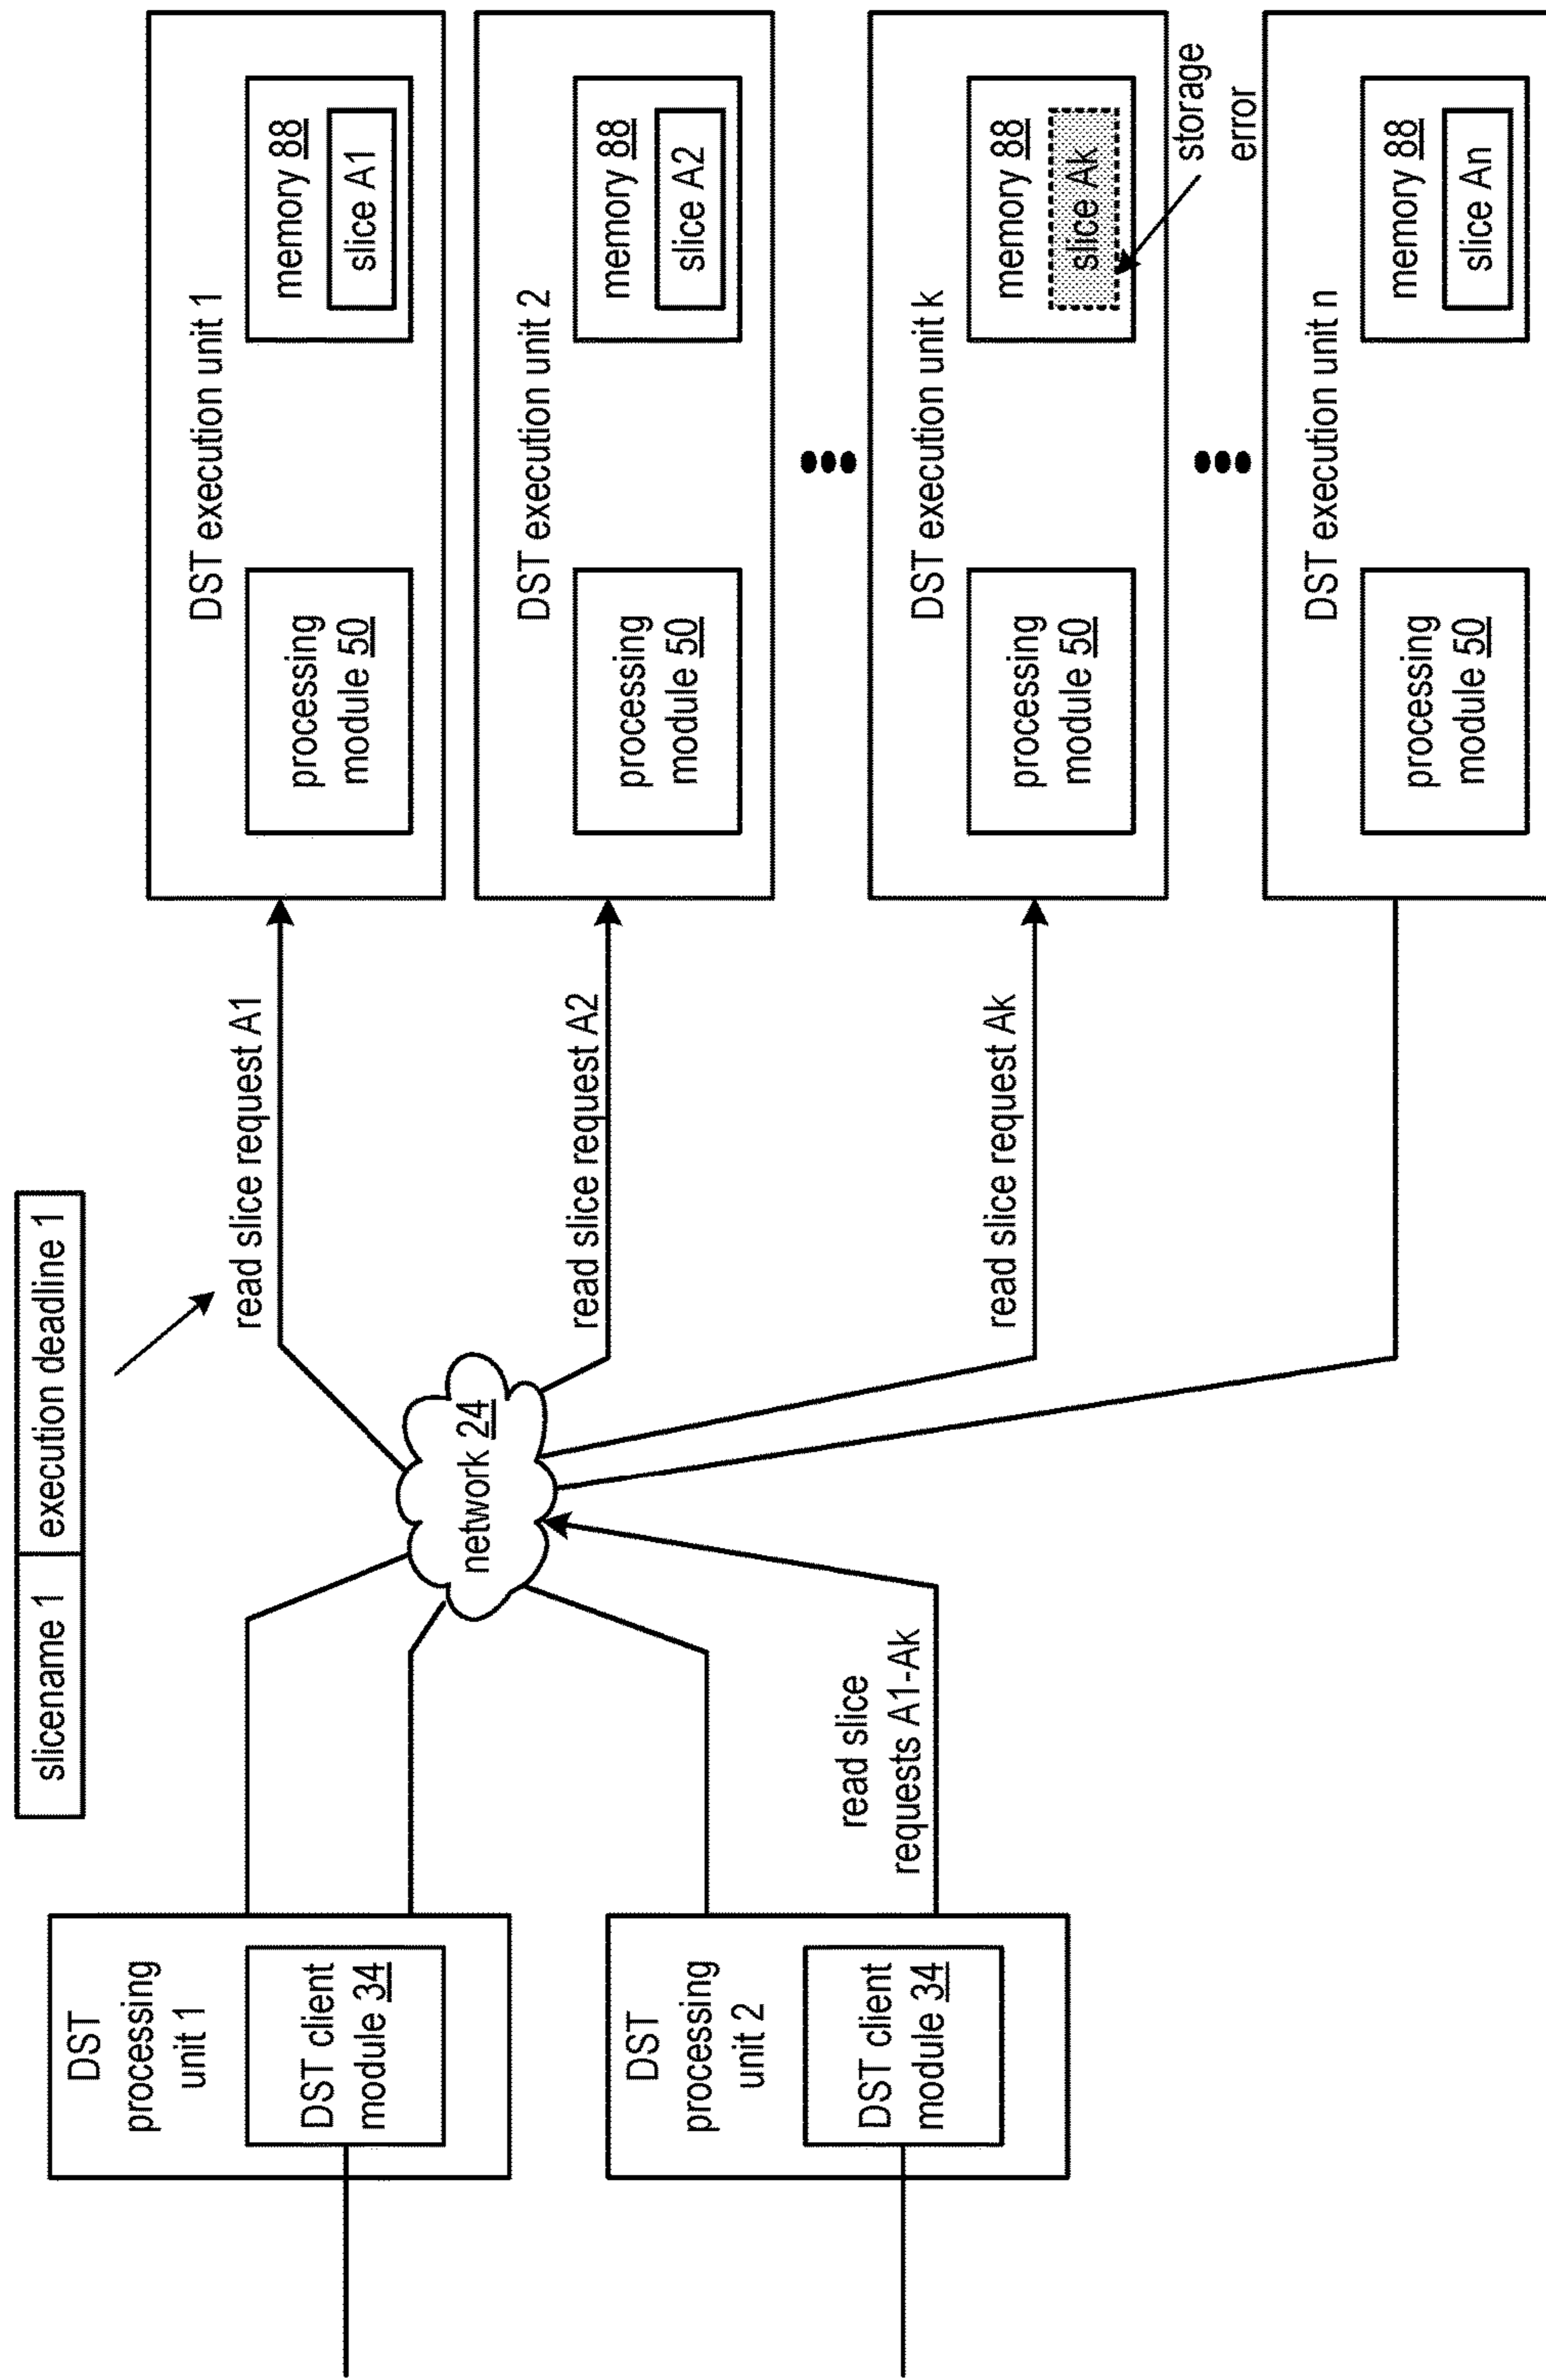 slicename 1
execution deadline 1
DST
processing
unit 1
DST client
module 34
DST
processing
unit 2
DST client
module 34
read slice
requests A1-Ak
network 24
read slice request A1
read slice request A2
read slice request Ak
DST execution unit 1
processing
module 50
memory 88
slice A1
DST execution unit 2
processing
module 50
memory 88
slice A2
DST execution unit k
processing
module 50
memory 88
slice Ak
storage
error
DST execution unit n
processing
module 50
memory 88
slice An